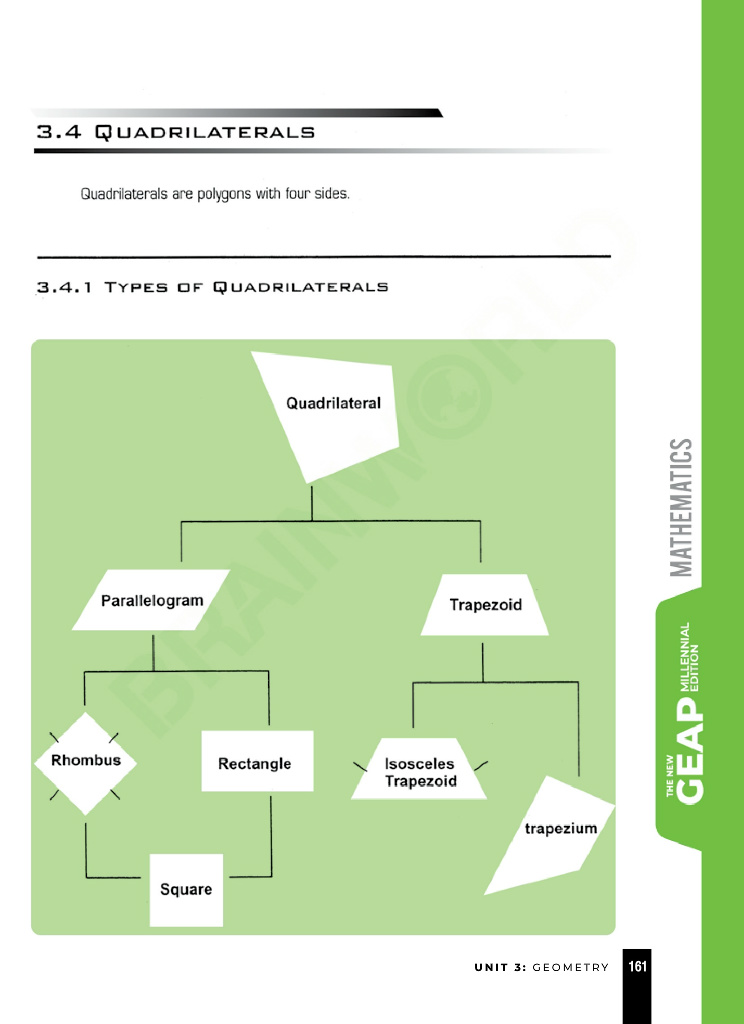 3.4 QUADRILATERALS
Quadrilaterals are polygons with four sides.
3.4.1 TYPES OF QUADRILATERALS
BRAINWORLD
Quadrilateral
Parallelogram
Trapezoid
Rhombus
Rectangle
Isosceles
Trapezoid
trapezium
Square
MATHEMATICS
THE NEW
GEAP
MILLENNIAL
EDITION
UNIT 3: GEOMETRY
161